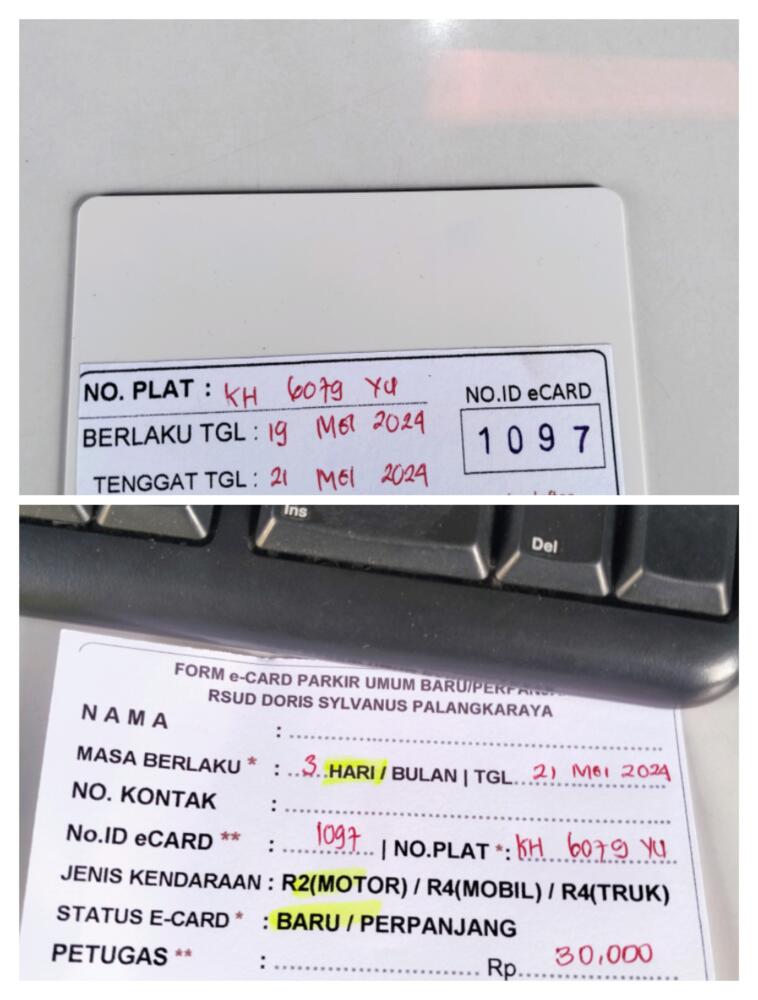 NO. PLAT : KH 6079 YU
NO.ID eCARD
1097
BERLAKU TGL : 19 MEI 2024
TENGGAT TGL : 21 MEI 2024
Ins
Del
FORM e-CARD PARKIR UMUM BARU/
RSUD DORIS SYLVANUS PALANGKARAYA
NAMA :
MASA BERLAKU * : 3 HARI / BULAN | TGL. 21 MEI 2024
NO. KONTAK :
No.ID eCARD ** : 1097 | NO.PLAT *: KH 6079 YU
JENIS KENDARAAN : R2(MOTOR) / R4(MOBIL) / R4(TRUK)
STATUS E-CARD * : BARU / PERPANJANG
PETUGAS ** : Rp. 30,000